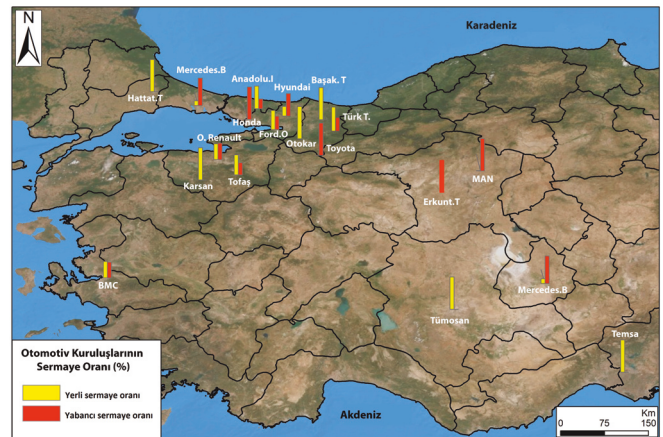 N
Karadeniz
Mercedes.B
Anadolu.I
Hyundai
Başak. T
Hattat.T
Honda
Ford.O
Türk T.
Otokar
Toyota
O. Renault
Karsan
Tofaş
MAN
Erkunt.T
BMC
Mercedes.B
Tümosan
Temsa
Otomotiv Kuruluşlarının
Sermaye Oranı (%)
Yerli sermaye oranı
Yabancı sermaye oranı
Akdeniz
Km
0 75 150